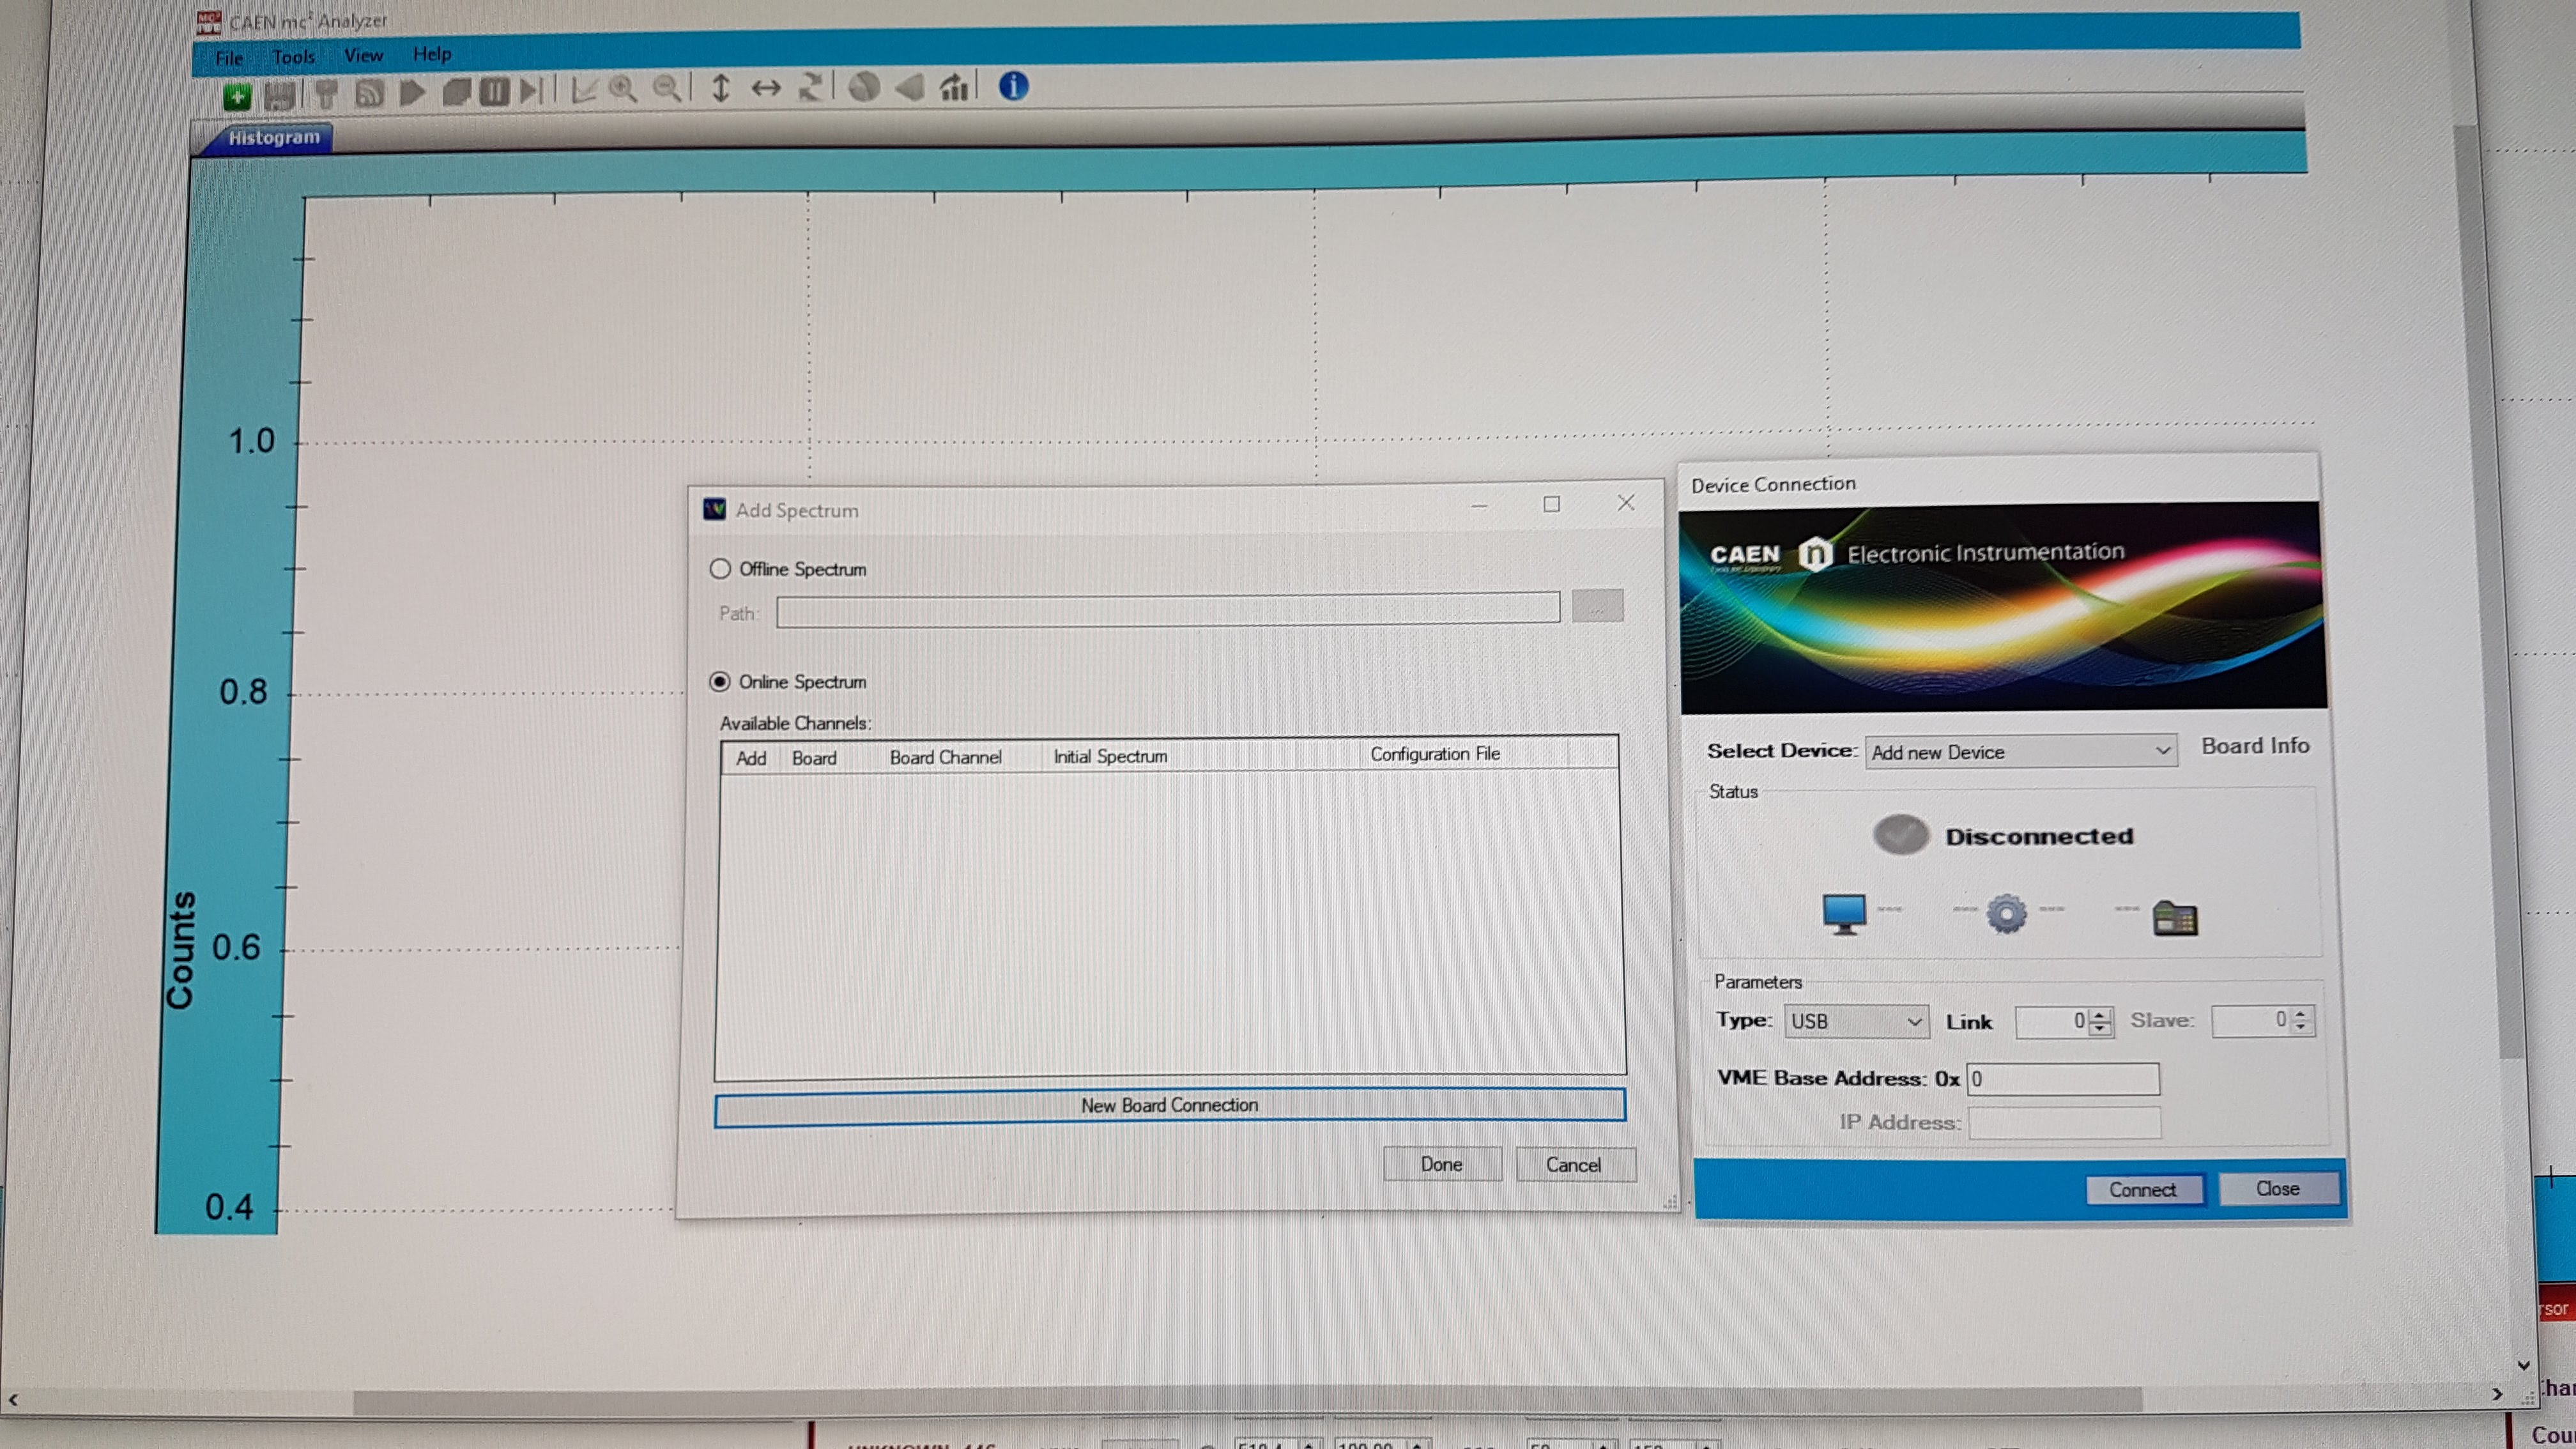 CAEN mc² Analyzer
File Tools View Help
Histogram
1.0
0.8
0.6
0.4
Counts
Add Spectrum
Offline Spectrum
Path:
...
Online Spectrum
Available Channels:
Add Board Board Channel Initial Spectrum Configuration File
New Board Connection
Done Cancel
Device Connection
CAEN n Electronic Instrumentation
Select Device: Add new Device Board Info
Status
Disconnected
Parameters
Type: USB Link 0 Slave: 0
VME Base Address: 0x 0
IP Address:
Connect Close
rsor
Cou